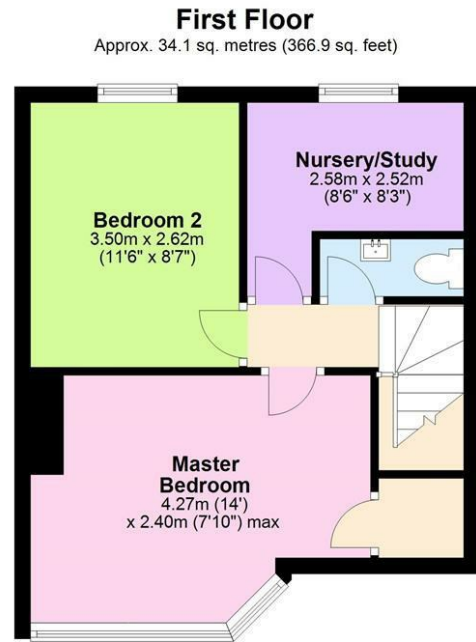 First Floor
Approx. 34.1 sq. metres (366.9 sq. feet)
Nursery/Study
2.58m x 2.52m
(8'6" x 8'3")
Bedroom 2
3.50m x 2.62m
(11'6" x 8'7")
Master
Bedroom
4.27m (14')
x 2.40m (7'10") max